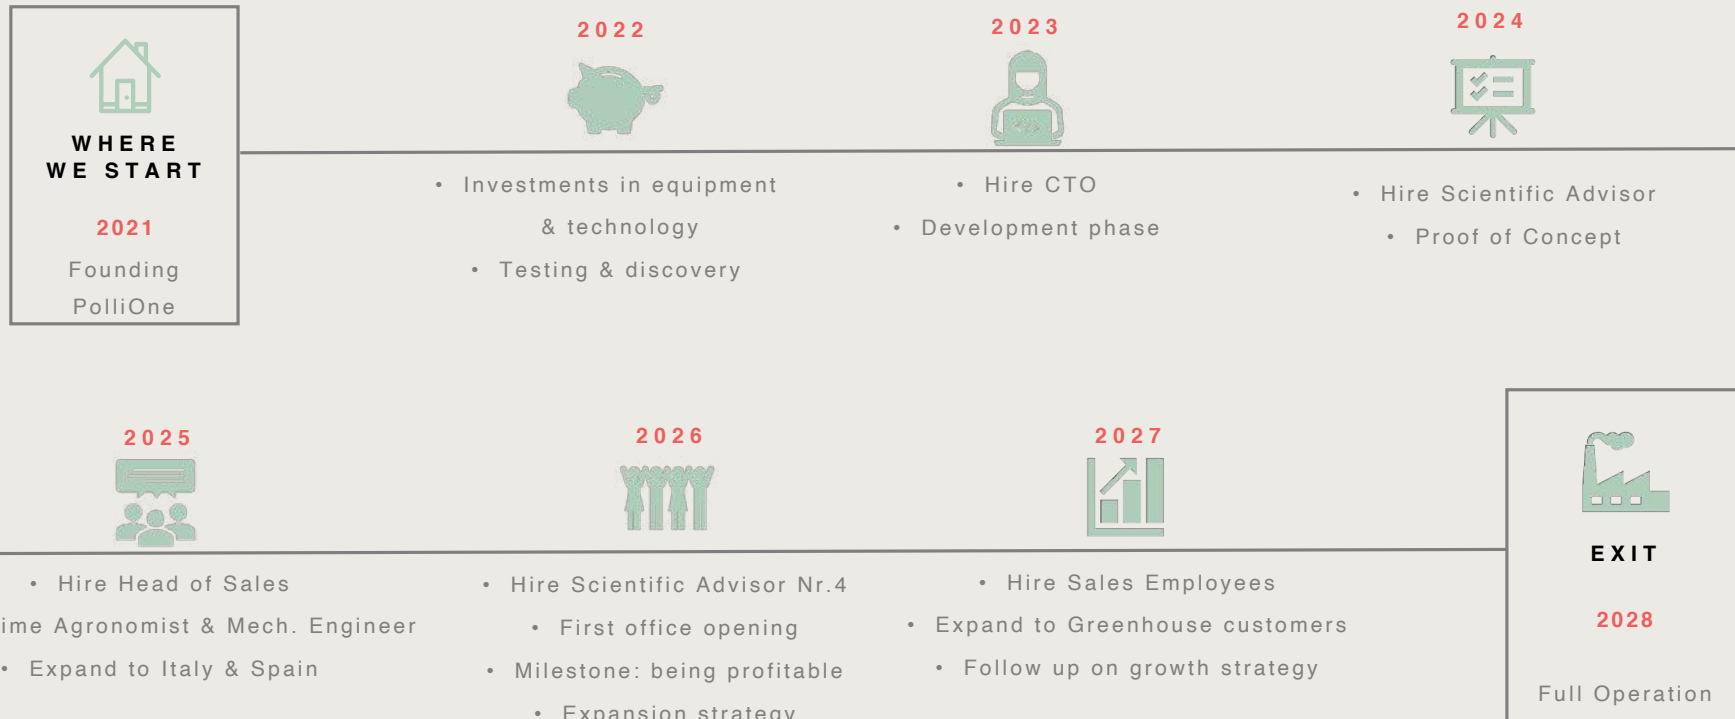 WHERE
WE START
2021
Founding
PolliOne
2022
• Investments in equipment
& technology
• Testing & discovery
2023
• Hire CTO
• Development phase
2024
• Hire Scientific Advisor
• Proof of Concept
2025
• Hire Head of Sales
Agronomist & Mech. Engineer
• Expand to Italy & Spain
2026
• Hire Scientific Advisor Nr.4
• First office opening
• Milestone: being profitable
• Expansion strategy
2027
• Hire Sales Employees
• Expand to Greenhouse customers
• Follow up on growth strategy
EXIT
2028
Full Operation